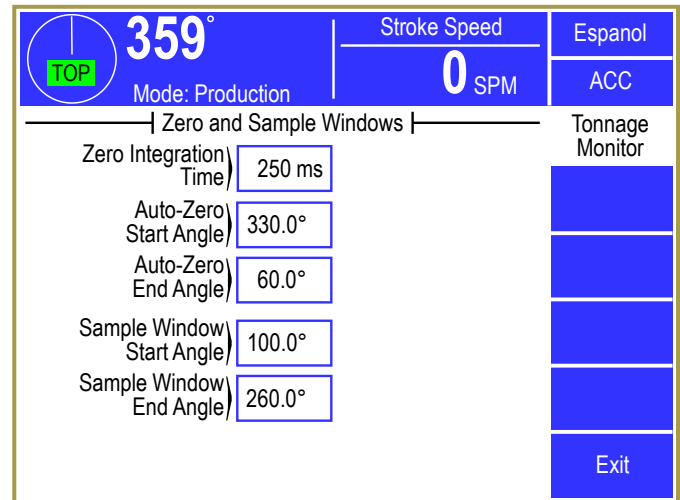 359°
TOP
Mode: Production
Stroke Speed
0 SPM
Espanol
ACC
Zero and Sample Windows
Tonnage
Monitor
Zero Integration
Time
250 ms
Auto-Zero
Start Angle
330.0°
Auto-Zero
End Angle
60.0°
Sample Window
Start Angle
100.0°
Sample Window
End Angle
260.0°
Exit